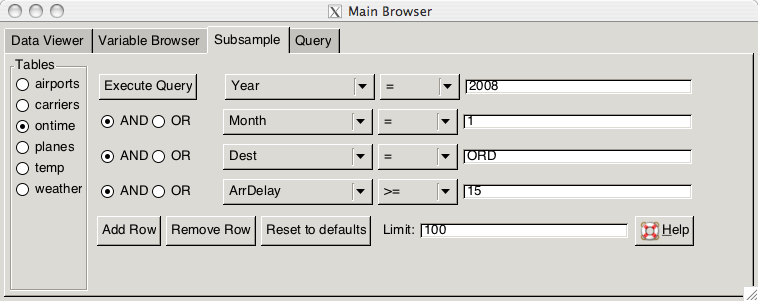 Main Browser
Data Viewer Variable Browser Subsample Query
Tables
airports
carriers
ontime
planes
temp
weather
Execute Query Year = 2008
AND OR Month = 1
AND OR Dest = ORD
AND OR ArrDelay >= 15
Add Row Remove Row Reset to defaults Limit: 100 Help